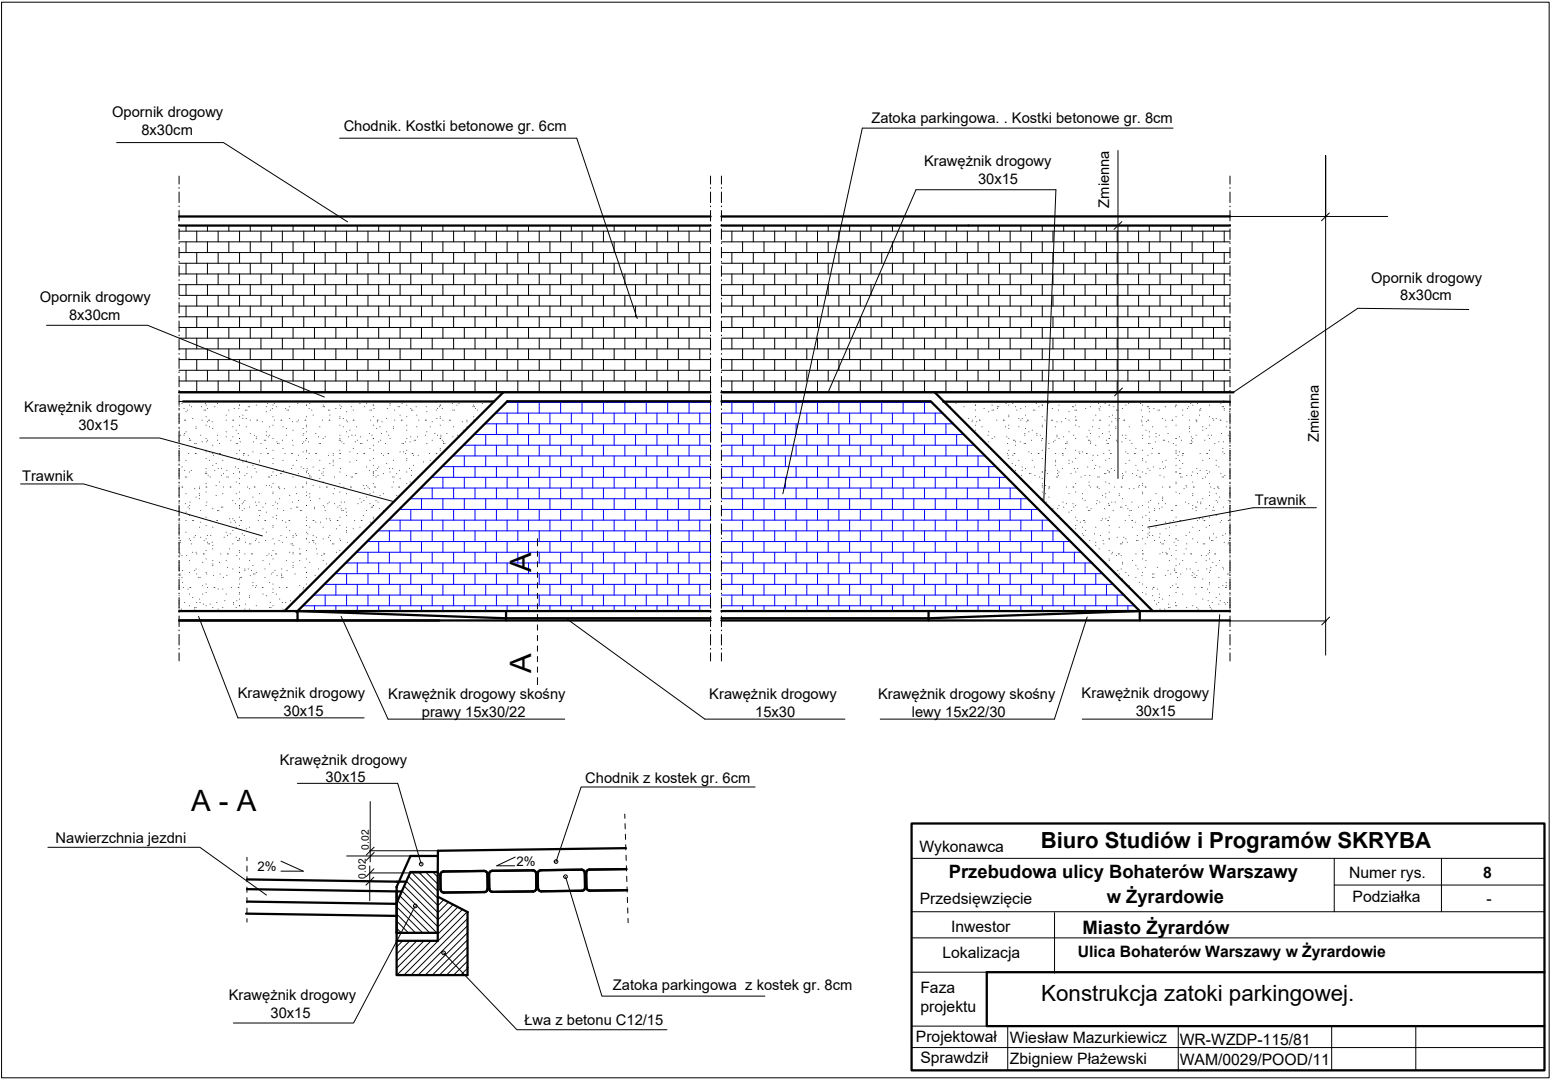 Opornik drogowy
8x30cm
Chodnik. Kostki betonowe gr. 6cm
Zatoka parkingowa. . Kostki betonowe gr. 8cm
Krawężnik drogowy
30x15
Zmienna
Opornik drogowy
8x30cm
Opornik drogowy
8x30cm
Krawężnik drogowy
30x15
Zmienna
Trawnik
Trawnik
A
A
Krawężnik drogowy
30x15
Krawężnik drogowy skośny
prawy 15x30/22
Krawężnik drogowy
15x30
Krawężnik drogowy skośny
lewy 15x22/30
Krawężnik drogowy
30x15
A - A
Krawężnik drogowy
30x15
Chodnik z kostek gr. 6cm
Nawierzchnia jezdni
2%
0.02
0.02
2%
Krawężnik drogowy
30x15
Zatoka parkingowa z kostek gr. 8cm
Łwa z betonu C12/15
Wykonawca Biuro Studiów i Programów SKRYBA
Przedsięwzięcie Przebudowa ulicy Bohaterów Warszawy
w Żyrardowie
Numer rys. 8
Podziałka -
Inwestor Miasto Żyrardów
Lokalizacja Ulica Bohaterów Warszawy w Żyrardowie
Faza
projektu
Konstrukcja zatoki parkingowej.
Projektował Wiesław Mazurkiewicz WR-WZDP-115/81
Sprawdził Zbigniew Płażewski WAM/0029/POOD/11